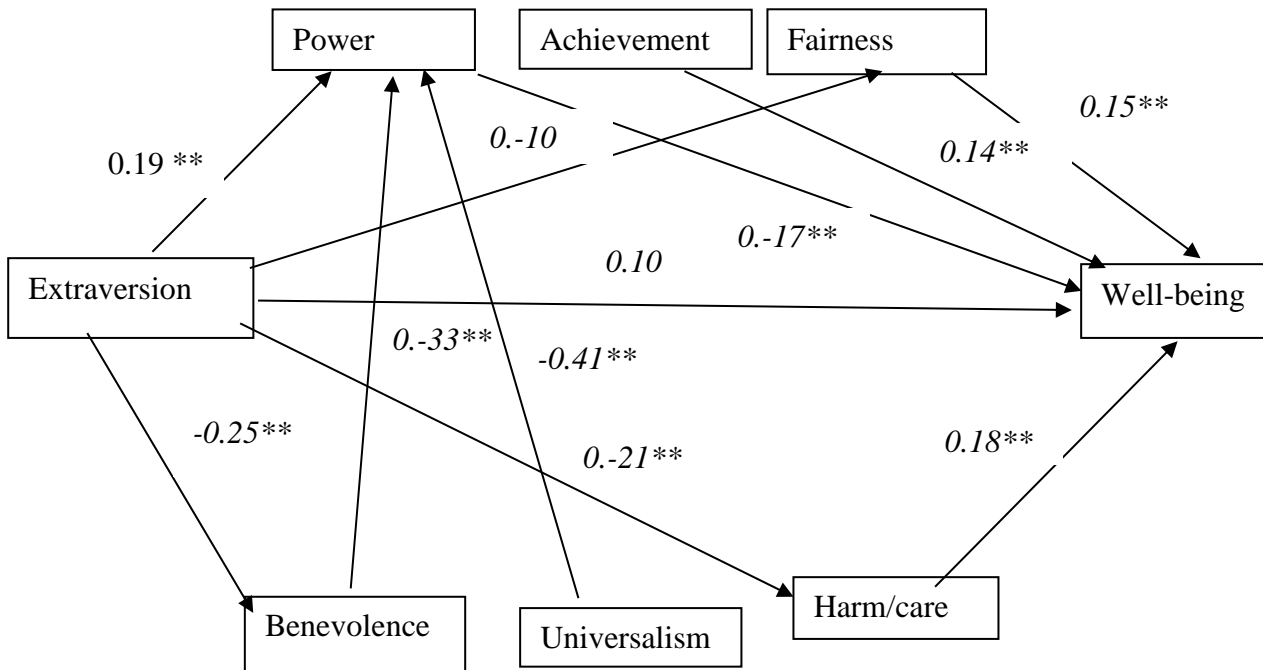 Power
Achievement
Fairness
0.15**
0.-10
0.14**
0.19 **
0.-17**
0.10
Extraversion
Well-being
0.-33**
-0.41**
-0.25**
0.18**
0.-21**
Harm/care
Benevolence
Universalism